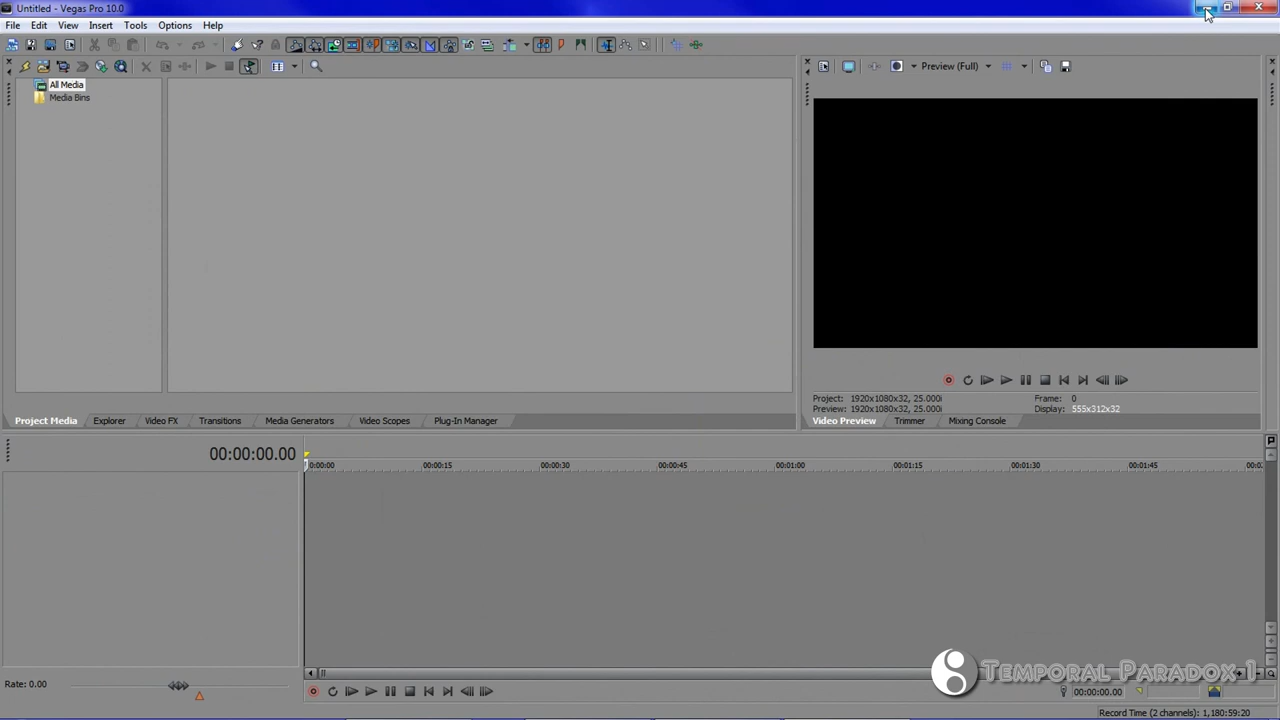 Untitled - Vegas Pro 10.0
File Edit View Insert Tools Options Help
Preview (Full)
All Media
Media Bins
Project: 1920x1080x32, 25.000i
Frame: 0
Preview: 1920x1080x32, 25.000i
Display: 555x312x32
Project Media Explorer Video FX Transitions Media Generators Video Scopes Plug-In Manager
Video Preview Trimmer Mixing Console
00:00:00.00
0:00:00 00:00:15 00:00:30 00:00:45 00:01:00 00:01:15 00:01:30 00:01:45
Temporal Paradox 1
Rate: 0.00
00:00:00.00
Record Time (2 channels): 1,180:59:20